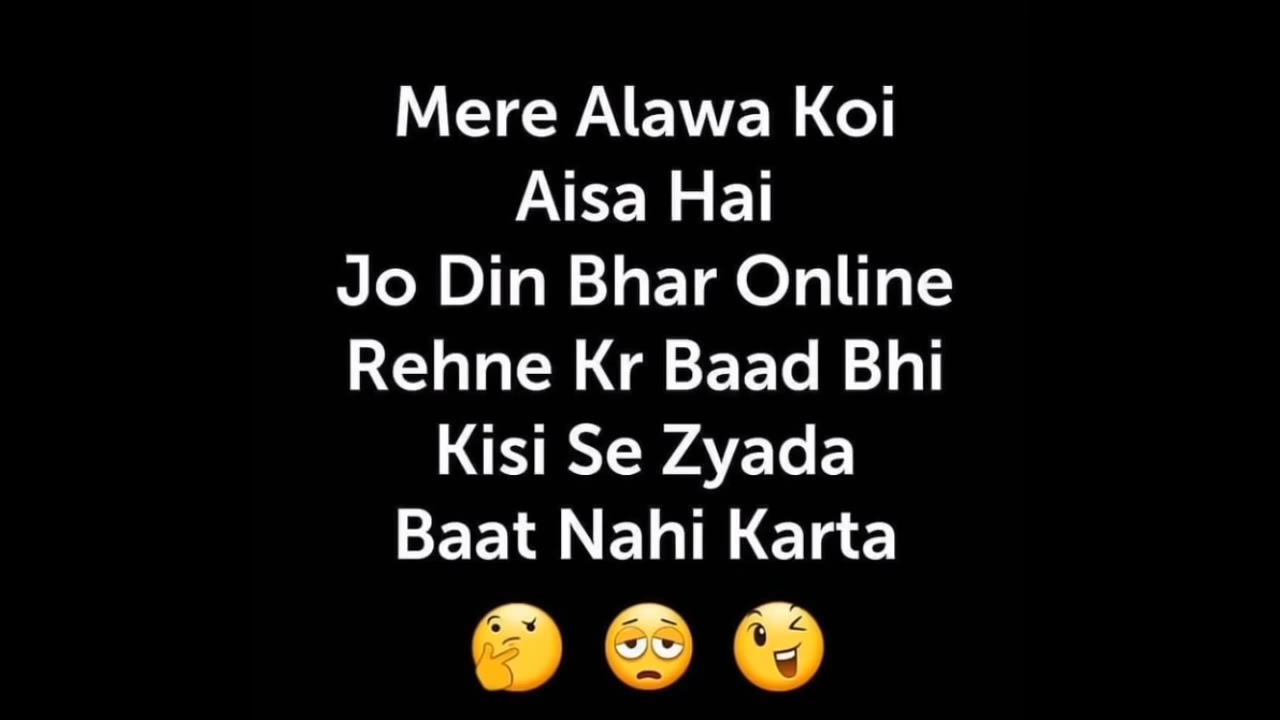 Mere Alawa Koi
Aisa Hai
Jo Din Bhar Online
Rehne Kr Baad Bhi
Kisi Se Zyada
Baat Nahi Karta
🤔 😩 😜